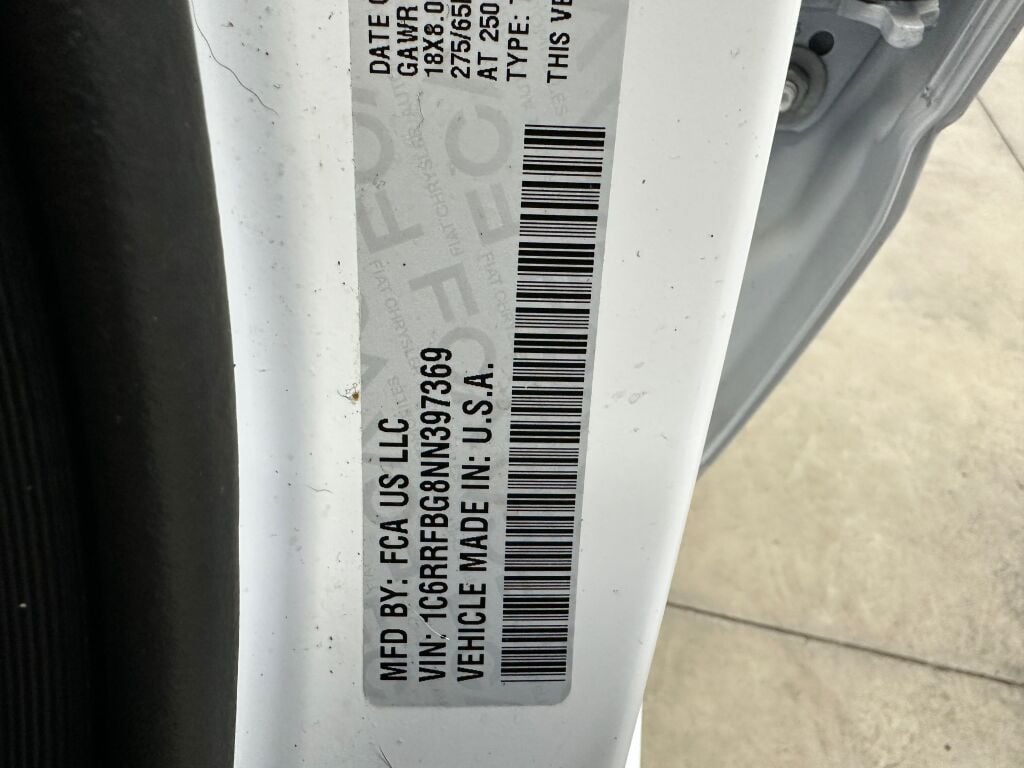 MFD BY: FCA US LLC
VIN: 1C6RRFBG8NN397369
VEHICLE MADE IN: U.S.A.
DATE
GAWR
18X8.0
275/65
AT 250
TYPE:
THIS VE